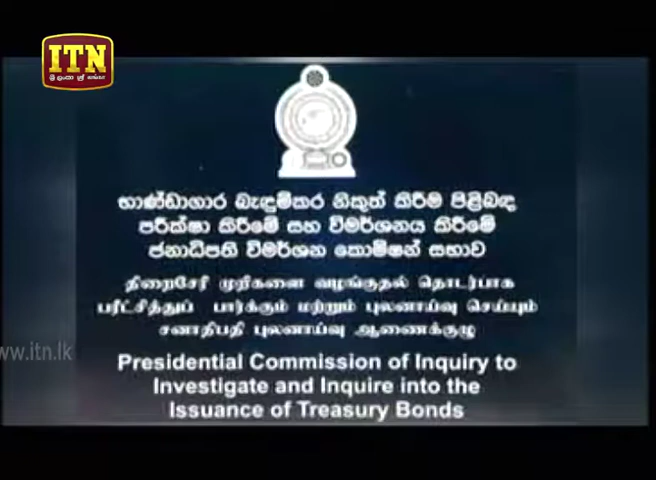 ITN
භාණ්ඩාගාර බැඳුම්කර නිකුත් කිරීම පිළිබඳ
පරීක්ෂා කිරීමේ සහ විමර්ශනය කිරීමේ
ජනාධිපති විමර්ශන කොමිෂන් සභාව
திறைசேரி முறிகளை வழங்குதல் தொடர்பாக
பரீட்சித்துப் பார்க்கும் மற்றும் புலனாய்வு செய்யும்
சனாதிபதி புலனாய்வு ஆணைக்குழு
www.itn.lk
Presidential Commission of Inquiry to
Investigate and Inquire into the
Issuance of Treasury Bonds